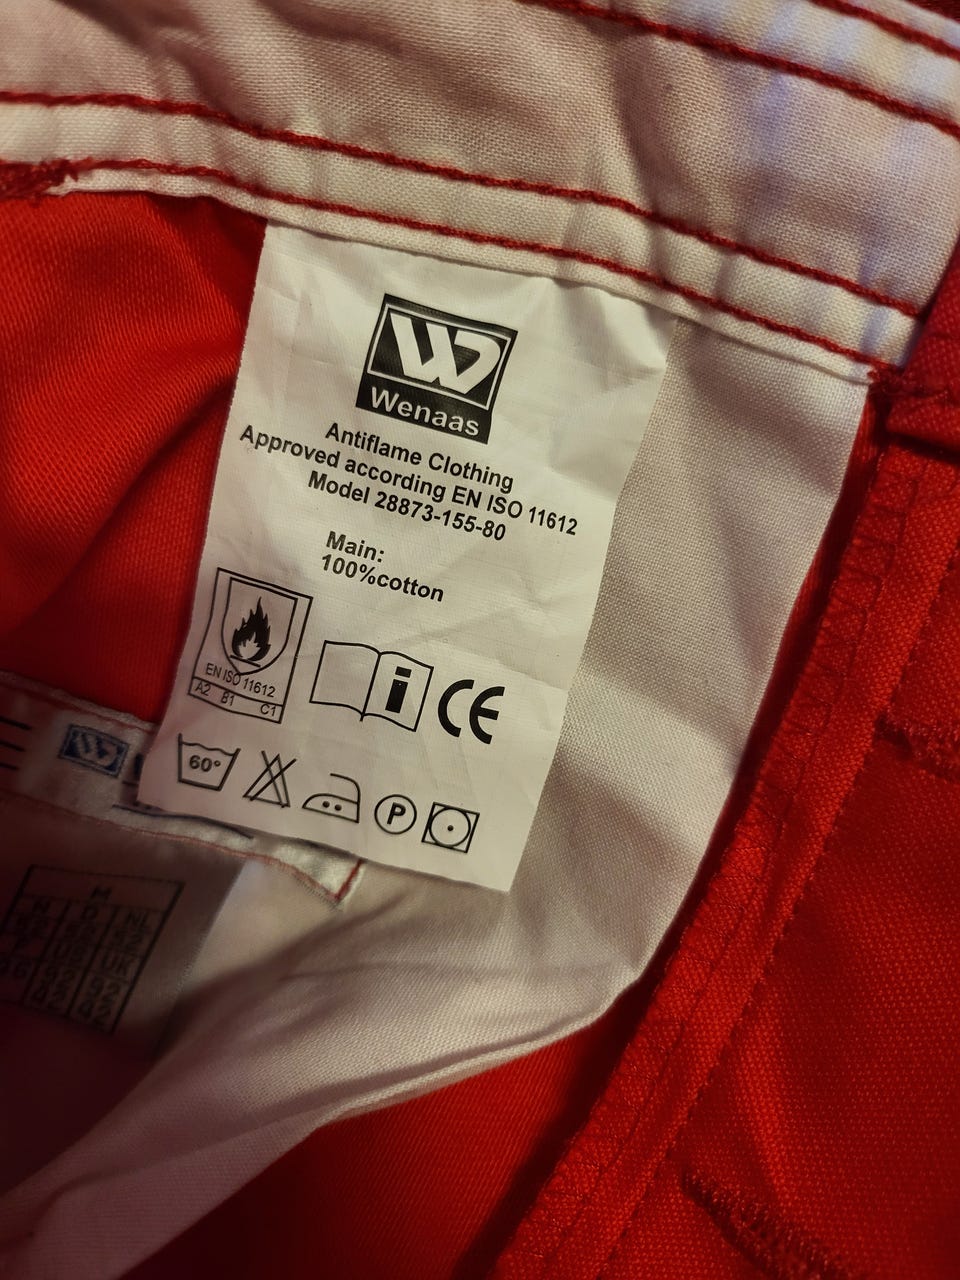 W
Wenaas
Antiflame Clothing
Approved according EN ISO 11612
Model 28873-155-80
Main:
100%cotton
EN ISO 11612
A2 B1 C1
i
CE
60°
P
W
M
N D NL